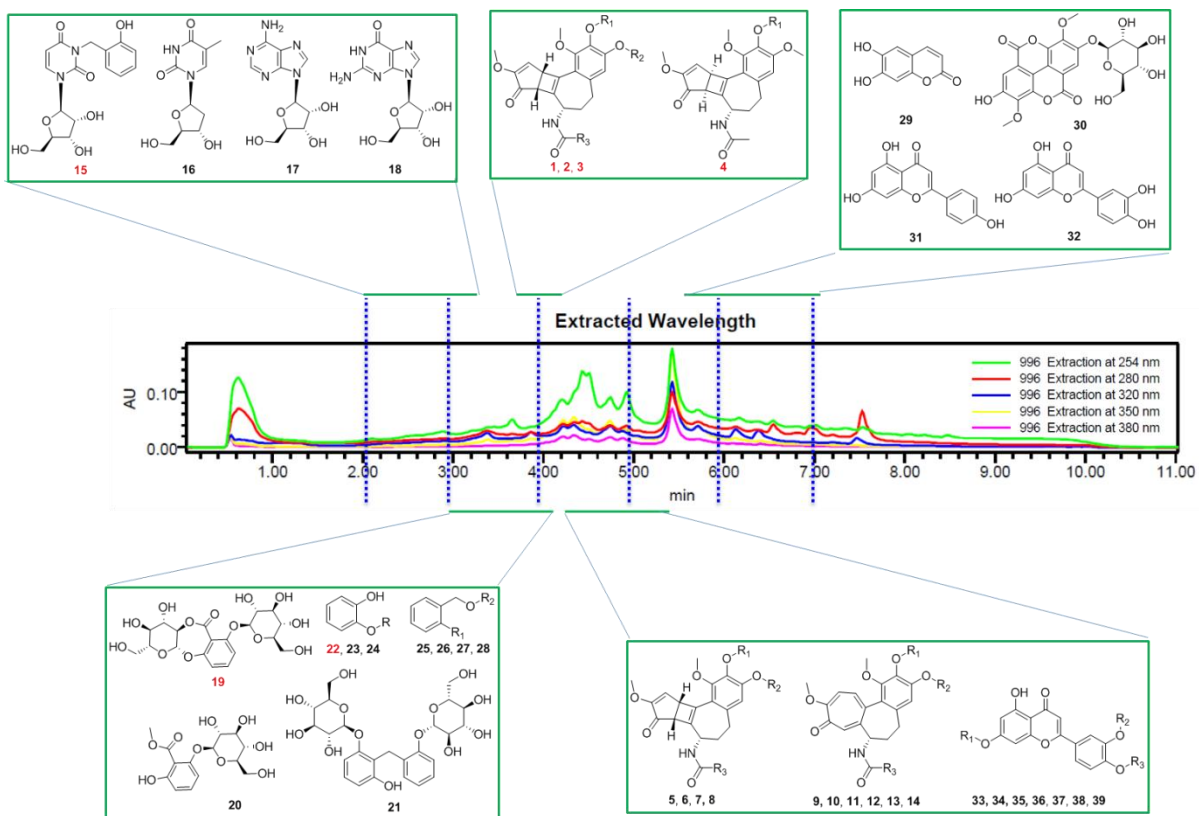 15
16
17
18
1, 2, 3
4
29
30
31
32
Extracted Wavelength
996 Extraction at 254 nm
996 Extraction at 280 nm
996 Extraction at 320 nm
996 Extraction at 350 nm
996 Extraction at 380 nm
AU
0.10
0.00
1.00 2.00 3.00 4.00 5.00 6.00 7.00 8.00 9.00 10.00 11.00
min
19
22, 23, 24
25, 26, 27, 28
20
21
5, 6, 7, 8
9, 10, 11, 12, 13, 14
33, 34, 35, 36, 37, 38, 39